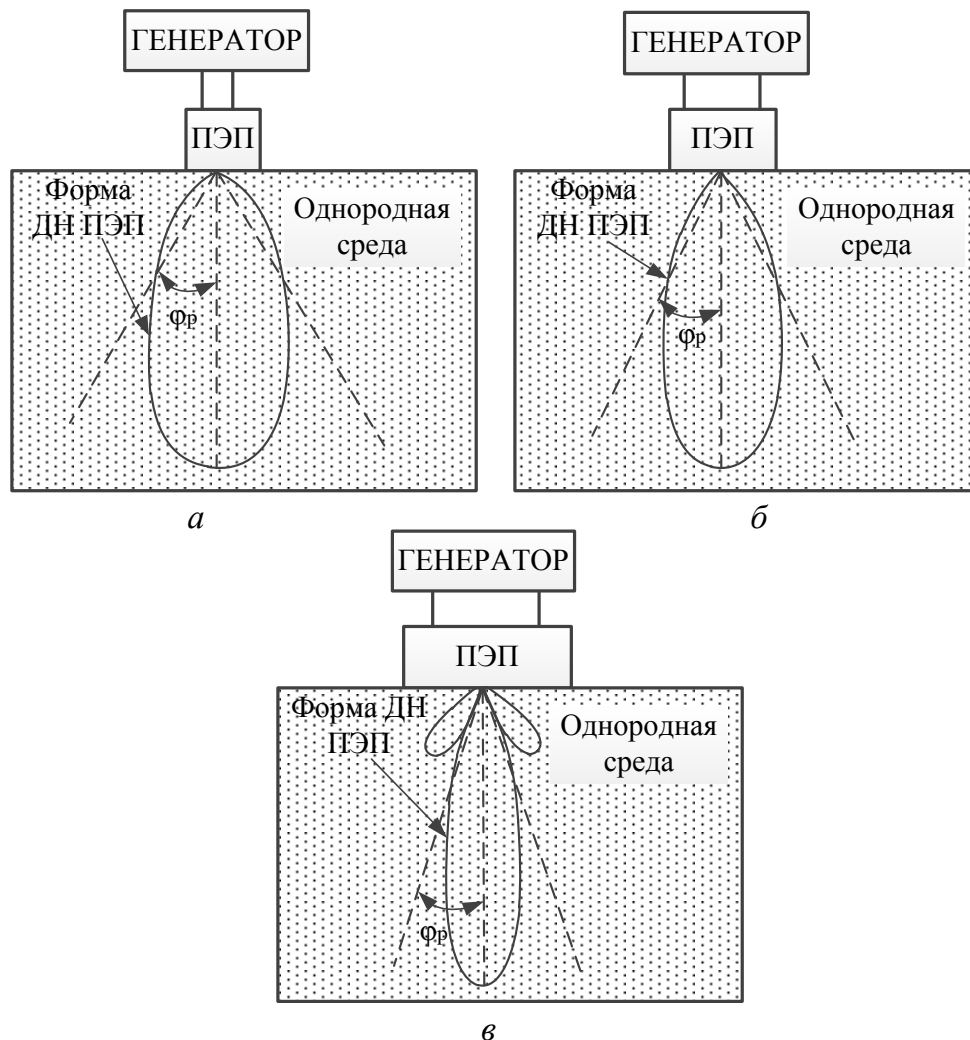 ГЕНЕРАТОР
ПЭП
Форма
ДН ПЭП
Однородная
среда
φр
а
ГЕНЕРАТОР
ПЭП
Форма
ДН ПЭП
Однородная
среда
φр
б
ГЕНЕРАТОР
ПЭП
Форма ДН
ПЭП
Однородная
среда
φр
в